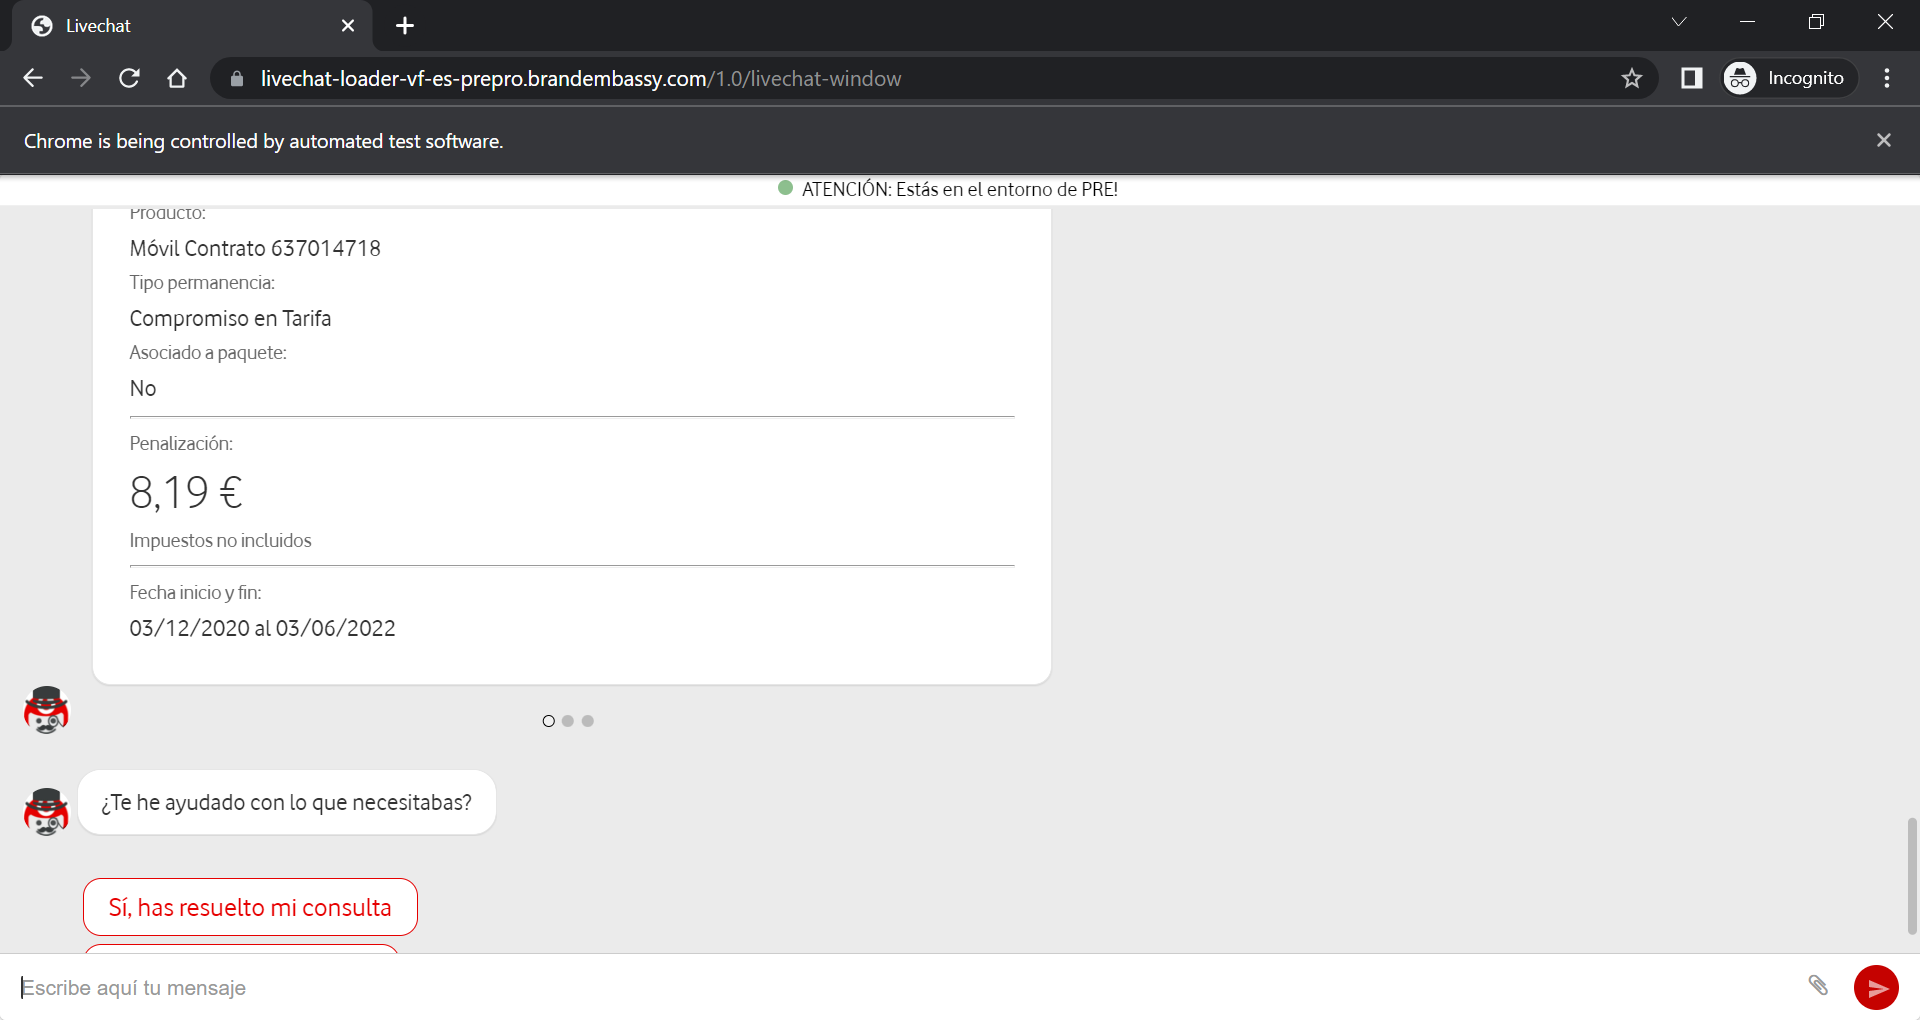 Livechat
livechat-loader-vf-es-prepro.brandembassy.com/1.0/livechat-window
Incognito
Chrome is being controlled by automated test software.
ATENCIÓN: Estás en el entorno de PRE!
Producto:
Móvil Contrato 637014718
Tipo permanencia:
Compromiso en Tarifa
Asociado a paquete:
No
Penalización:
8,19 €
Impuestos no incluidos
Fecha inicio y fin:
03/12/2020 al 03/06/2022
¿Te he ayudado con lo que necesitabas?
Sí, has resuelto mi consulta
Escribe aquí tu mensaje